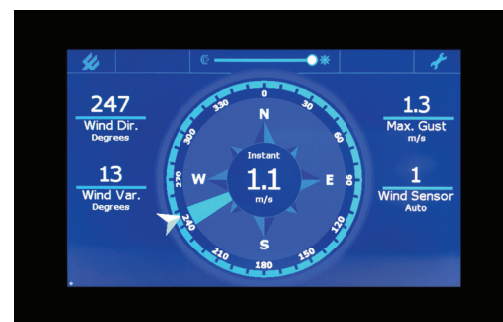 247
Wind Dir.
Degrees
13
Wind Var.
Degrees
0
30
60
90
120
150
180
210
240
270
300
330
N
E
S
W
Instant
1.1
m/s
1.3
Max. Gust
m/s
1
Wind Sensor
Auto